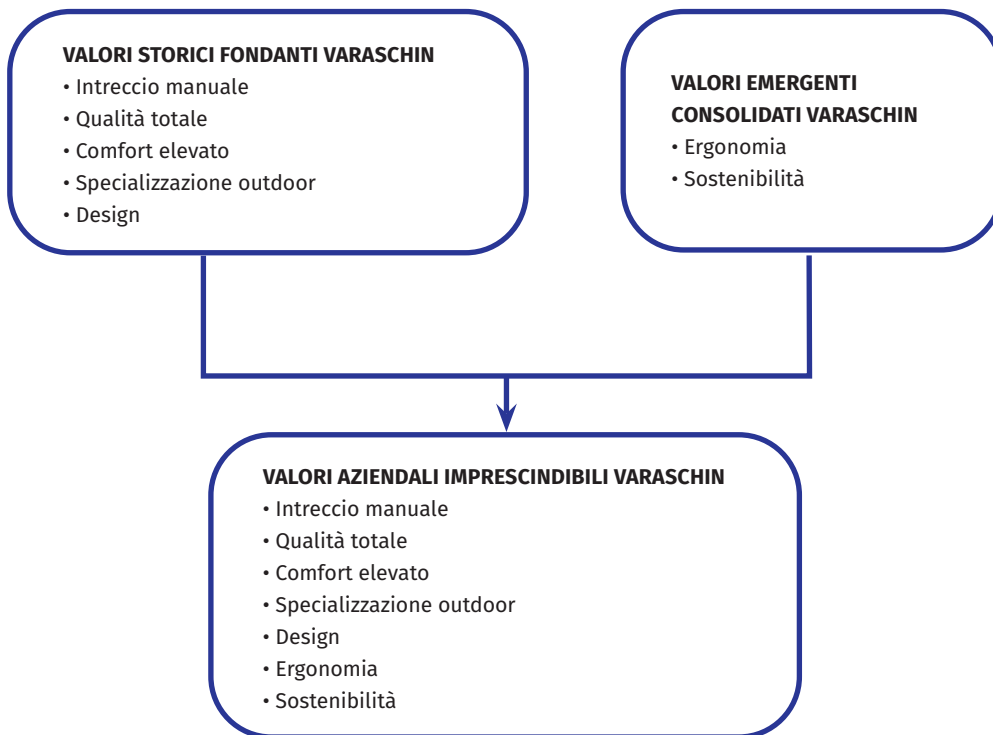 VALORI STORICI FONDANTI VARASCHIN
• Intreccio manuale
• Qualità totale
• Comfort elevato
• Specializzazione outdoor
• Design
VALORI EMERGENTI
CONSOLIDATI VARASCHIN
• Ergonomia
• Sostenibilità
VALORI AZIENDALI IMPRESCINDIBILI VARASCHIN
• Intreccio manuale
• Qualità totale
• Comfort elevato
• Specializzazione outdoor
• Design
• Ergonomia
• Sostenibilità